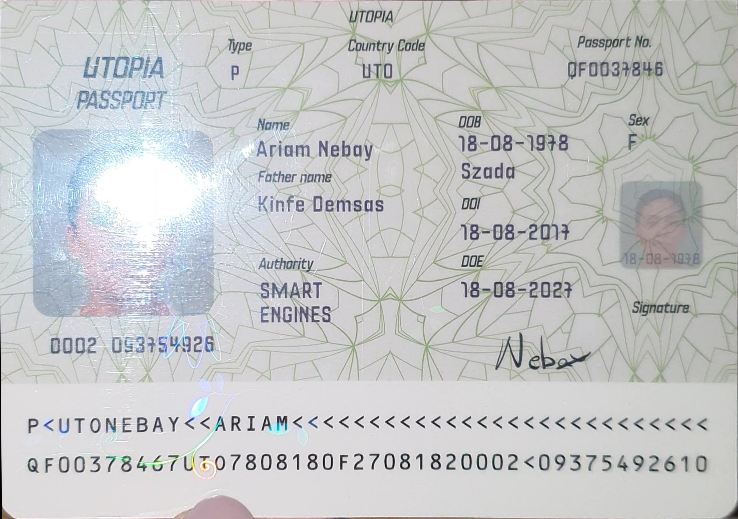 UTOPIA
Type
Country Code
Passport No.
UTOPIA
P
UTO
QF0037846
PASSPORT
Name
DOB
Sex
Ariam Nebay
18-08-1978
F
Father name
Szada
Kinfe Demsas
DOI
18-08-2017
18-08-1978
Authority
DOE
SMART
18-08-2027
ENGINES
Signature
0002 093754926
Nebay
P<UTONEBAY<<ARIAM<<<<<<<<<<<<<<<<<<<<<<<<<<<
QF00378467UTO7808180F27081820002<09375492610